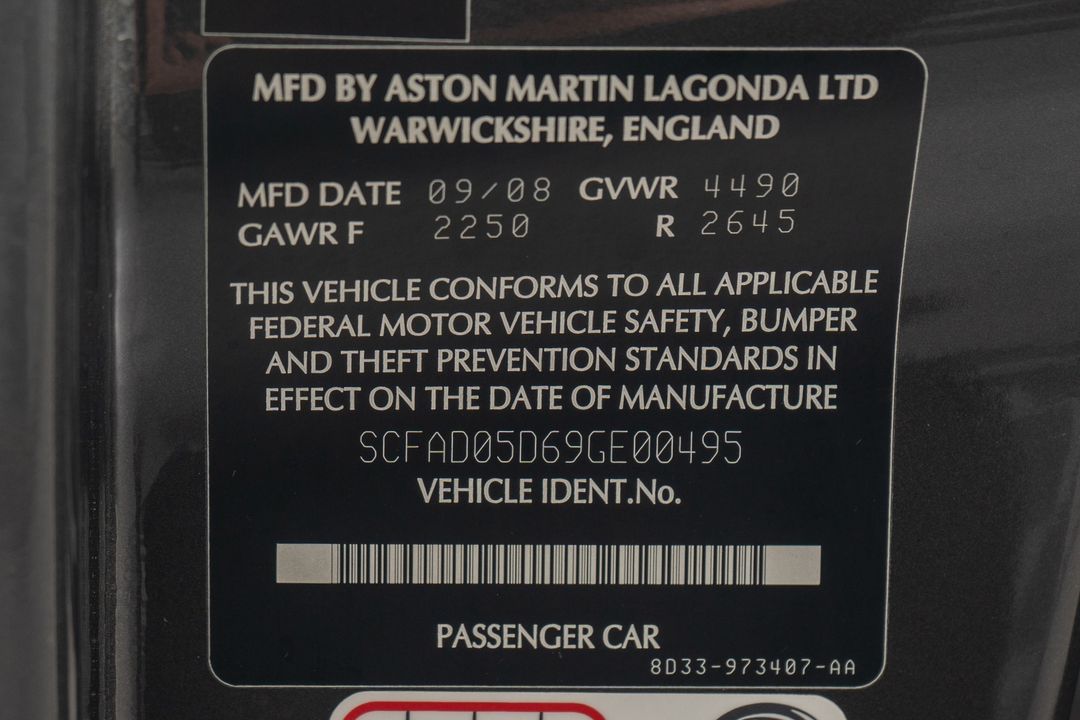 MFD BY ASTON MARTIN LAGONDA LTD
WARWICKSHIRE, ENGLAND
MFD DATE 09/08 GVWR 4490
GAWR F 2250 R 2645
THIS VEHICLE CONFORMS TO ALL APPLICABLE
FEDERAL MOTOR VEHICLE SAFETY, BUMPER
AND THEFT PREVENTION STANDARDS IN
EFFECT ON THE DATE OF MANUFACTURE
SCFAD05D69GE00495
VEHICLE IDENT.No.
PASSENGER CAR
8D33-973407-AA